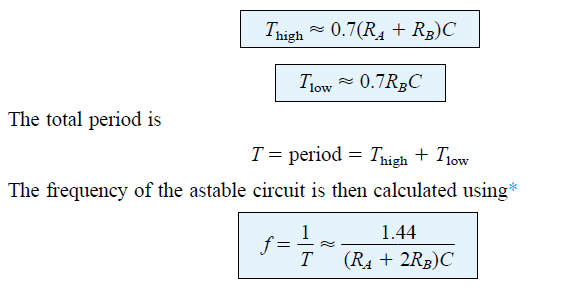 T_high ≈ 0.7(R_A + R_B)C
T_low ≈ 0.7R_BC
The total period is
T = period = T_high + T_low
The frequency of the astable circuit is then calculated using*
f = 1/T ≈ 1.44/((R_A + 2R_B)C)